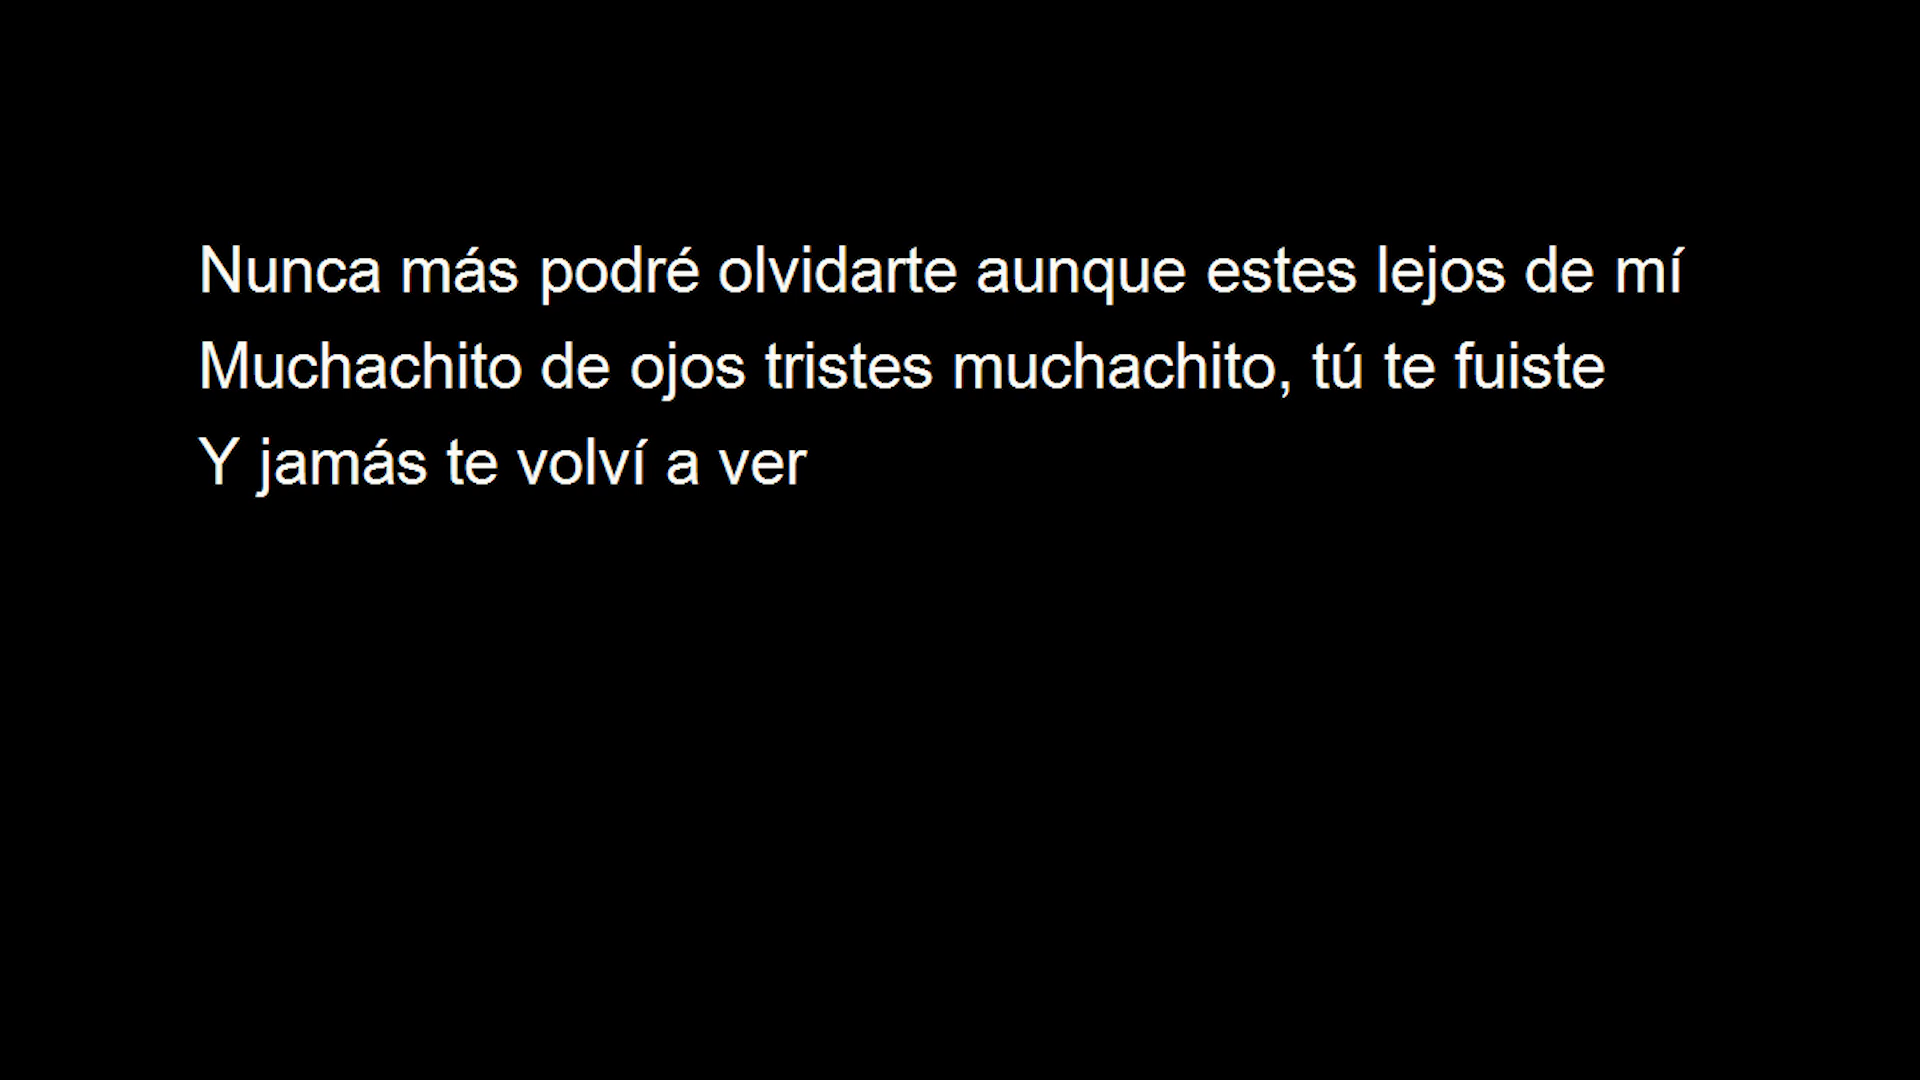 Nunca más podré olvidarte aunque estes lejos de mí
Muchachito de ojos tristes muchachito, tú te fuiste
Y jamás te volví a ver